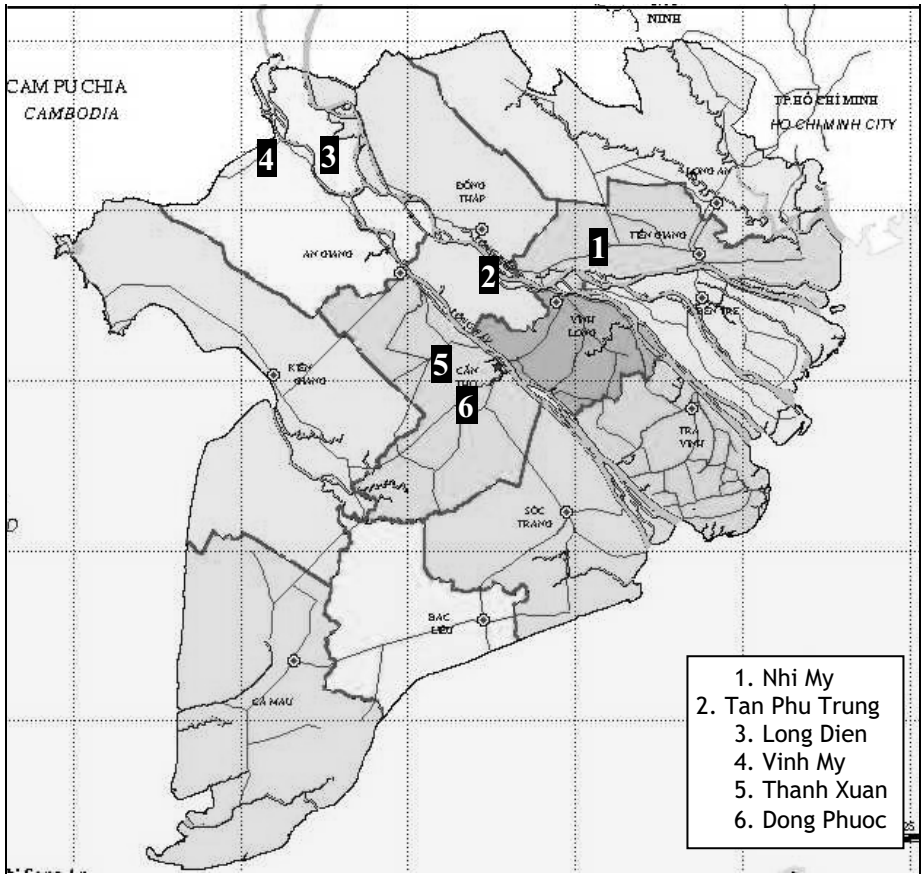 NINH
CAM PU CHIA
CAMBODIA
TP. HỒ CHÍ MINH
HO CHI MINH CITY
4
3
ĐỒNG
THÁP
LONG AN
TIỀN GIANG
1
AN GIANG
2
BẾN TRE
VĨNH
LONG
5
CẦN
THƠ
KIÊN
GIANG
6
TRÀ
VINH
SÓC
TRĂNG
BẠC
LIÊU
CÀ MAU
1. Nhi My
2. Tan Phu Trung
3. Long Dien
4. Vinh My
5. Thanh Xuan
6. Dong Phuoc